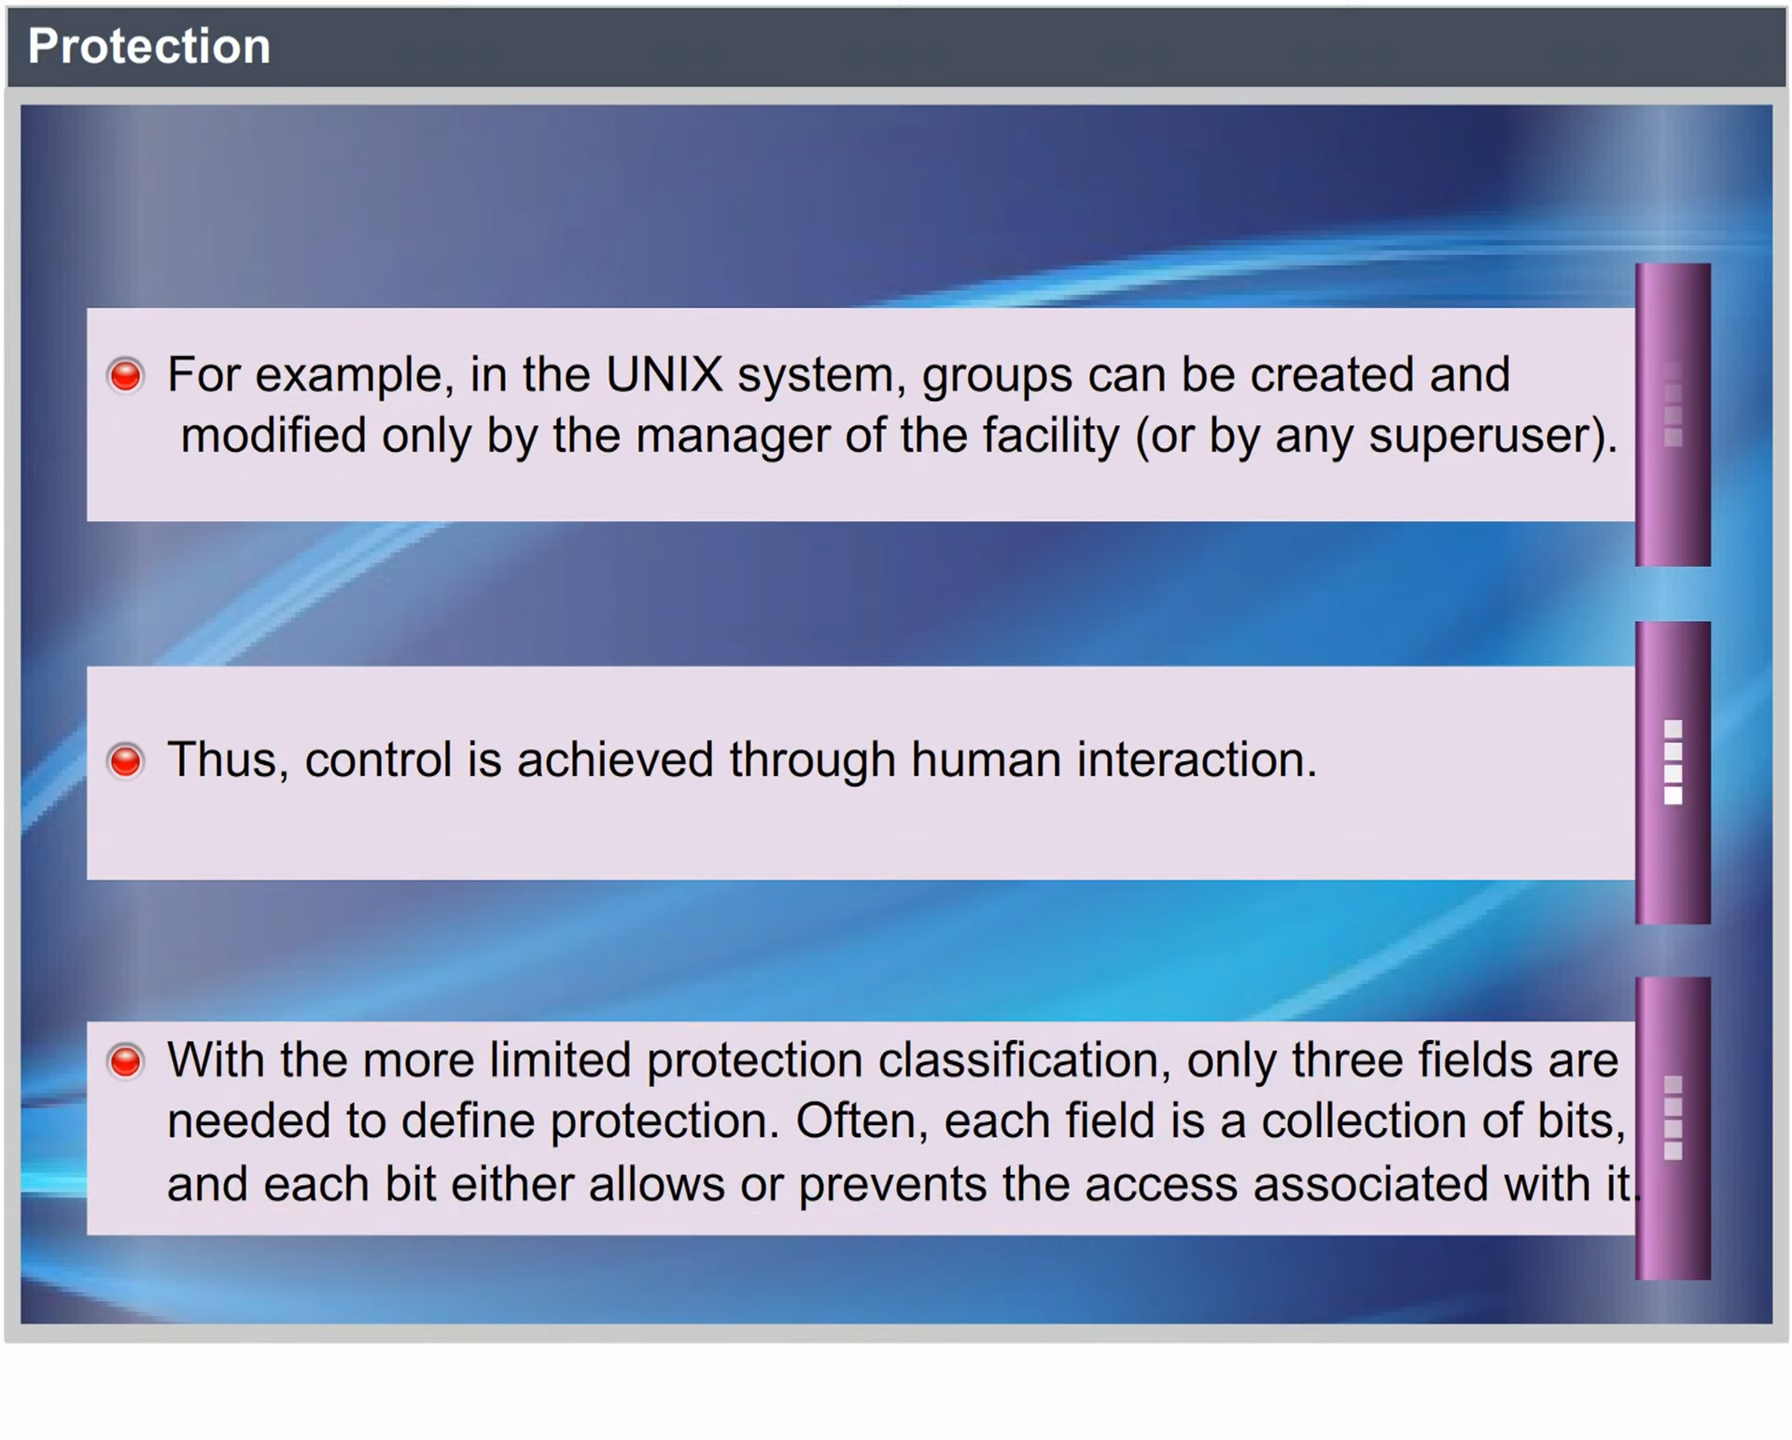 Protection
For example, in the UNIX system, groups can be created and
modified only by the manager of the facility (or by any superuser).
Thus, control is achieved through human interaction.
With the more limited protection classification, only three fields are
needed to define protection. Often, each field is a collection of bits,
and each bit either allows or prevents the access associated with it.